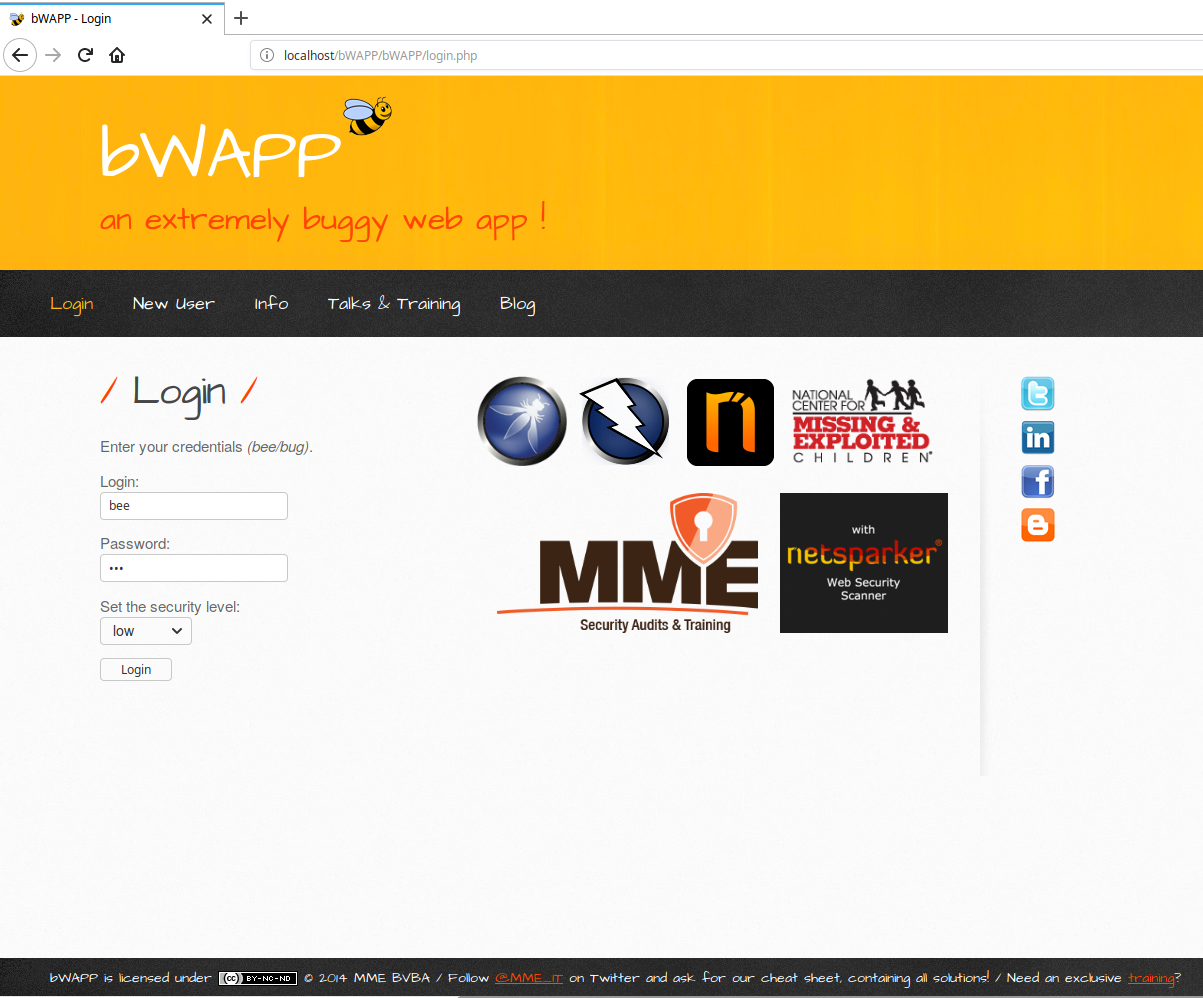 bWAPP - Login
localhost/bWAPP/bWAPP/login.php
bWAPP
an extremely buggy web app !
Login New User Info Talks & Training Blog
/ Login /
Enter your credentials (bee/bug).
Login:
bee
Password:
•••
Set the security level:
low
Login
n
NATIONAL
CENTER FOR
MISSING &
EXPLOITED
CHILDREN®
MME
Security Audits & Training
with
netsparker®
Web Security
Scanner
t
in
f
B
bWAPP is licensed under (cc) BY-NC-ND © 2014 MME BVBA / Follow @MME_IT on Twitter and ask for our cheat sheet, containing all solutions! / Need an exclusive training?